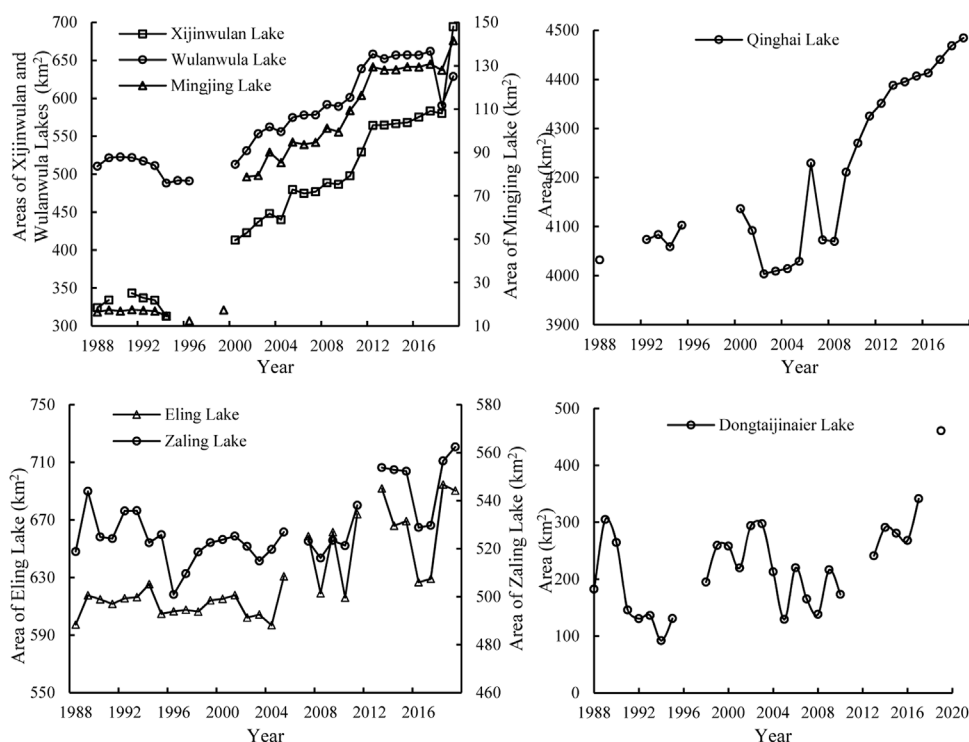 Areas of Xijinwulan and
Wulanwula Lakes (km2)
700
650
600
550
500
450
400
350
300
Xijinwulan Lake
Wulanwula Lake
Mingjing Lake
150
130
110
90
70
50
30
10
Area of Mingjing Lake (km2)
1988 1992 1996 2000 2004 2008 2012 2016
Year
Area (km2)
4500
4400
4300
4200
4100
4000
3900
Qinghai Lake
1988 1992 1996 2000 2004 2008 2012 2016
Year
Area of Eling Lake (km2)
750
710
670
630
590
550
Eling Lake
Zaling Lake
580
560
540
520
500
480
460
Area of Zaling Lake (km2)
1988 1992 1996 2000 2004 2008 2012 2016
Year
Area (km2)
500
400
300
200
100
0
Dongtaijinaier Lake
1988 1992 1996 2000 2004 2008 2012 2016 2020
Year